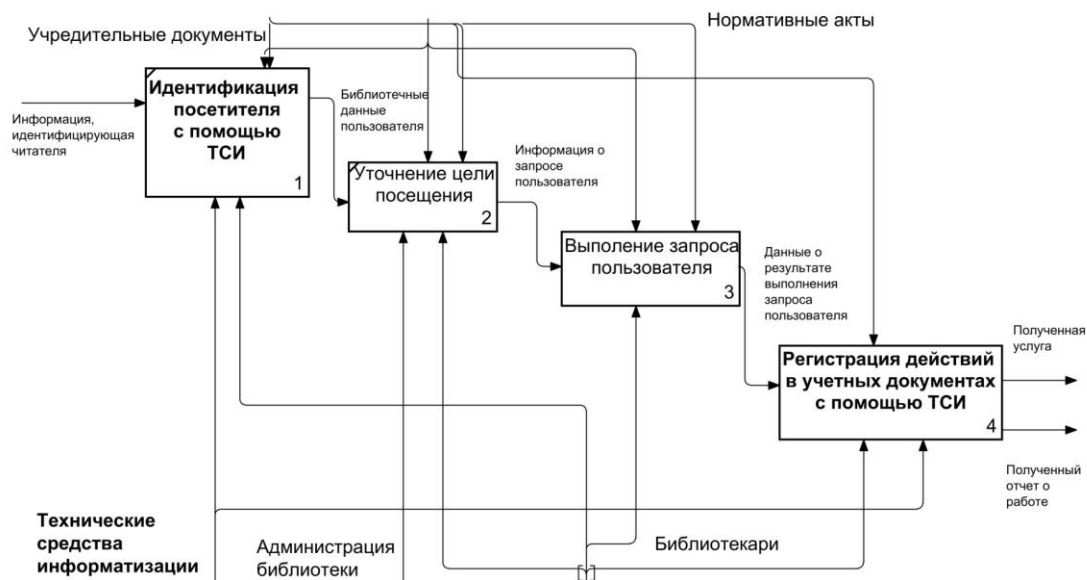 Учредительные документы
Нормативные акты
Идентификация
посетителя
с помощью
ТСИ
1
Информация,
идентифицирующая
читателя
Библиотечные
данные
пользователя
Уточнение цели
посещения
2
Информация о
запросе
пользователя
Выполение запроса
пользователя
3
Данные о
результате
выполнения
запроса
пользователя
Регистрация действий
в учетных документах
с помощью ТСИ
4
Полученная
услуга
Полученный
отчет о
работе
Технические
средства
информатизации
Администрация
библиотеки
Библиотекари